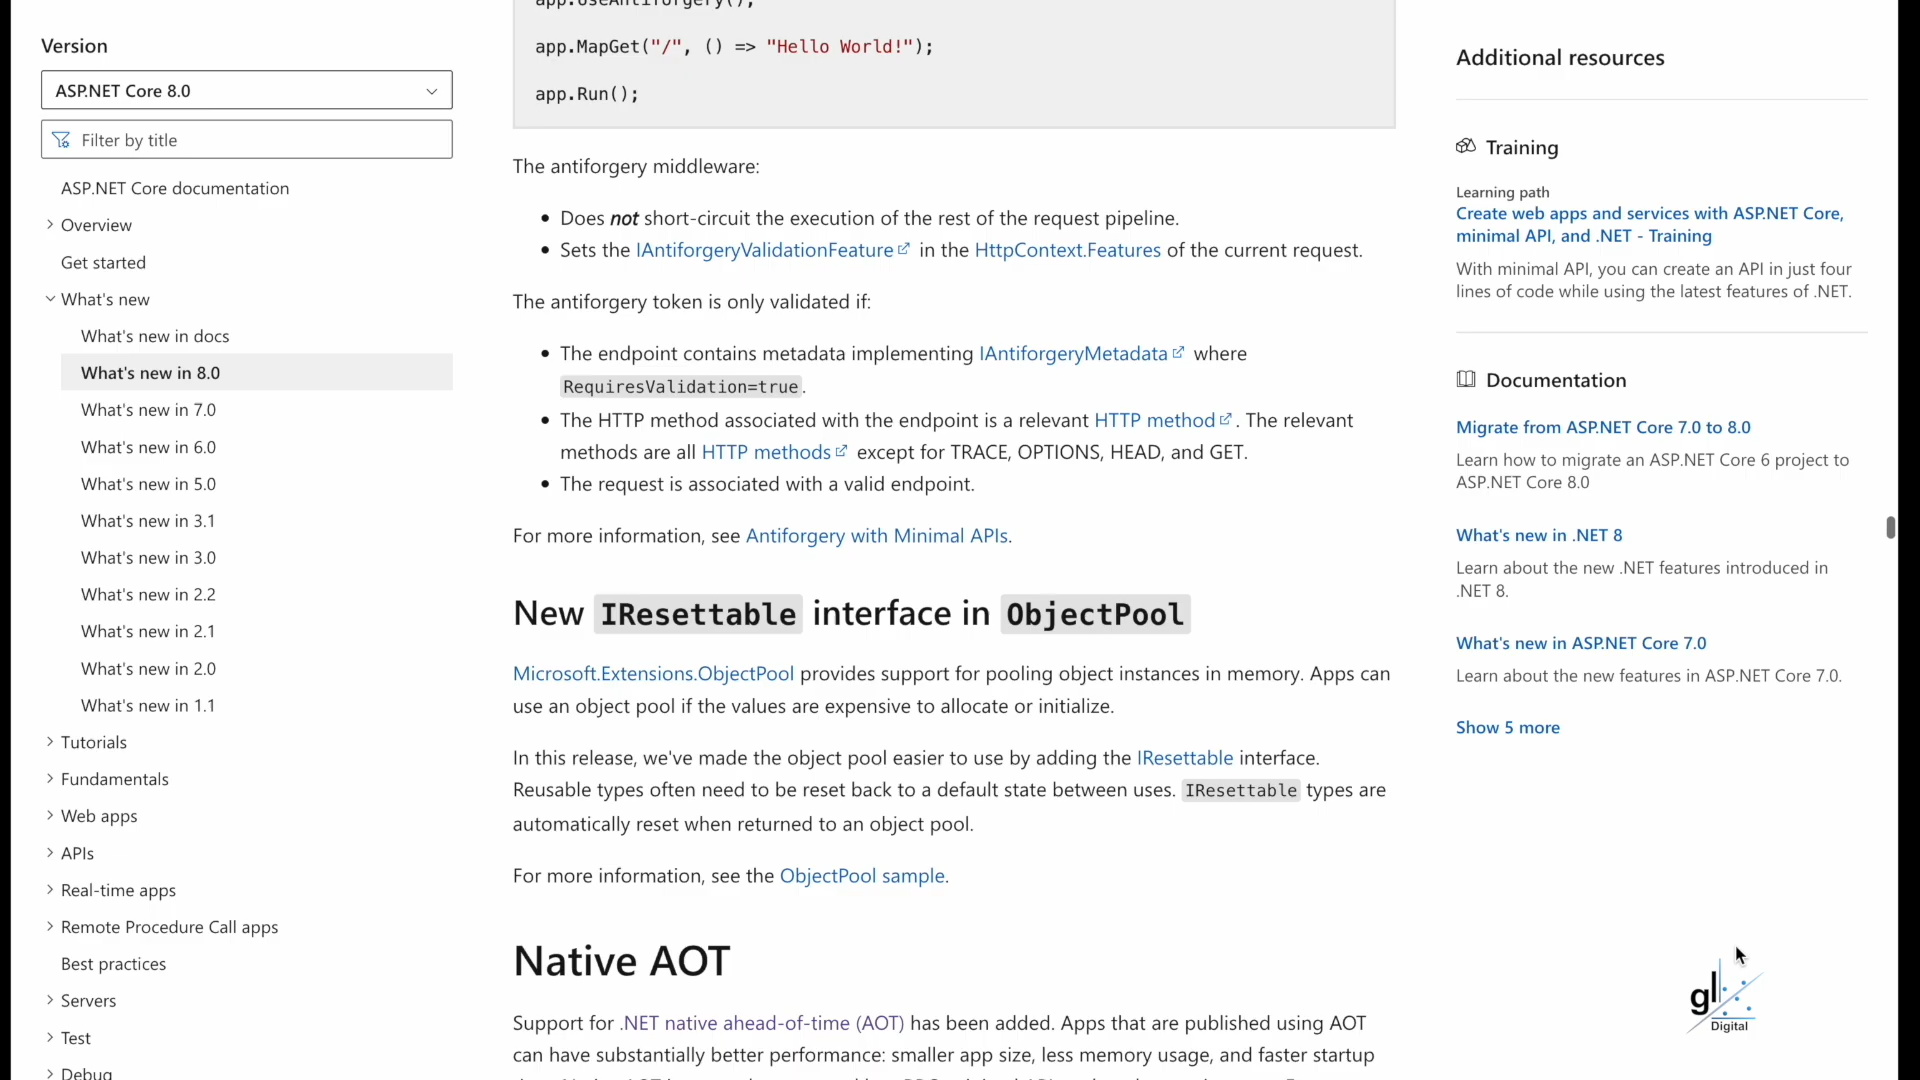 Version
ASP.NET Core 8.0
Filter by title
ASP.NET Core documentation
Overview
Get started
What's new
What's new in docs
What's new in 8.0
What's new in 7.0
What's new in 6.0
What's new in 5.0
What's new in 3.1
What's new in 3.0
What's new in 2.2
What's new in 2.1
What's new in 2.0
What's new in 1.1
Tutorials
Fundamentals
Web apps
APIs
Real-time apps
Remote Procedure Call apps
Best practices
Servers
Test
Debug
app.UseAntiforgery();
app.MapGet("/", () => "Hello World!");
app.Run();
The antiforgery middleware:
• Does not short-circuit the execution of the rest of the request pipeline.
• Sets the IAntiforgeryValidationFeature in the HttpContext.Features of the current request.
The antiforgery token is only validated if:
• The endpoint contains metadata implementing IAntiforgeryMetadata where
RequiresValidation=true.
• The HTTP method associated with the endpoint is a relevant HTTP method. The relevant
methods are all HTTP methods except for TRACE, OPTIONS, HEAD, and GET.
• The request is associated with a valid endpoint.
For more information, see Antiforgery with Minimal APIs.
New IResettable interface in ObjectPool
Microsoft.Extensions.ObjectPool provides support for pooling object instances in memory. Apps can
use an object pool if the values are expensive to allocate or initialize.
In this release, we've made the object pool easier to use by adding the IResettable interface.
Reusable types often need to be reset back to a default state between uses. IResettable types are
automatically reset when returned to an object pool.
For more information, see the ObjectPool sample.
Native AOT
Support for .NET native ahead-of-time (AOT) has been added. Apps that are published using AOT
can have substantially better performance: smaller app size, less memory usage, and faster startup
Additional resources
Training
Learning path
Create web apps and services with ASP.NET Core,
minimal API, and .NET - Training
With minimal API, you can create an API in just four
lines of code while using the latest features of .NET.
Documentation
Migrate from ASP.NET Core 7.0 to 8.0
Learn how to migrate an ASP.NET Core 6 project to
ASP.NET Core 8.0
What's new in .NET 8
Learn about the new .NET features introduced in
.NET 8.
What's new in ASP.NET Core 7.0
Learn about the new features in ASP.NET Core 7.0.
Show 5 more
gl
Digital